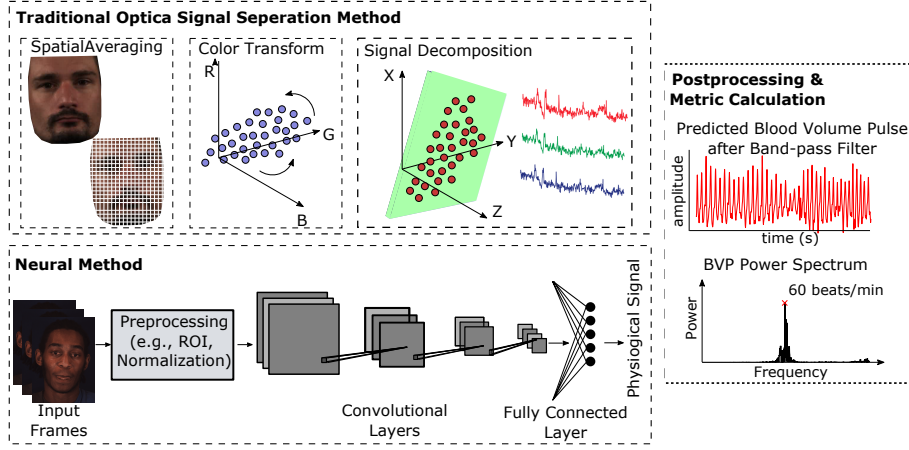 Traditional Optica Signal Seperation Method
SpatialAveraging
Color Transform
R
G
B
Signal Decomposition
X
Y
Z
Neural Method
Preprocessing
(e.g., ROI,
Normalization)
Input
Frames
Convolutional
Layers
Fully Connected
Layer
Physiogical Signal
Postprocessing &
Metric Calculation
Predicted Blood Volume Pulse
after Band-pass Filter
amplitude
time (s)
BVP Power Spectrum
60 beats/min
Power
Frequency